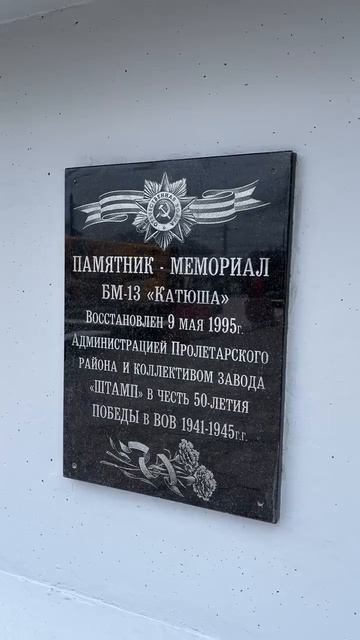 ПАМЯТНИК - МЕМОРИАЛ
БМ-13 «КАТЮША»
ВОССТАНОВЛЕН 9 МАЯ 1995г.
АДМИНИСТРАЦИЕЙ ПРОЛЕТАРСКОГО
РАЙОНА И КОЛЛЕКТИВОМ ЗАВОДА
«ШТАМП» В ЧЕСТЬ 50-ЛЕТИЯ
ПОБЕДЫ В ВОВ 1941-1945г.г.